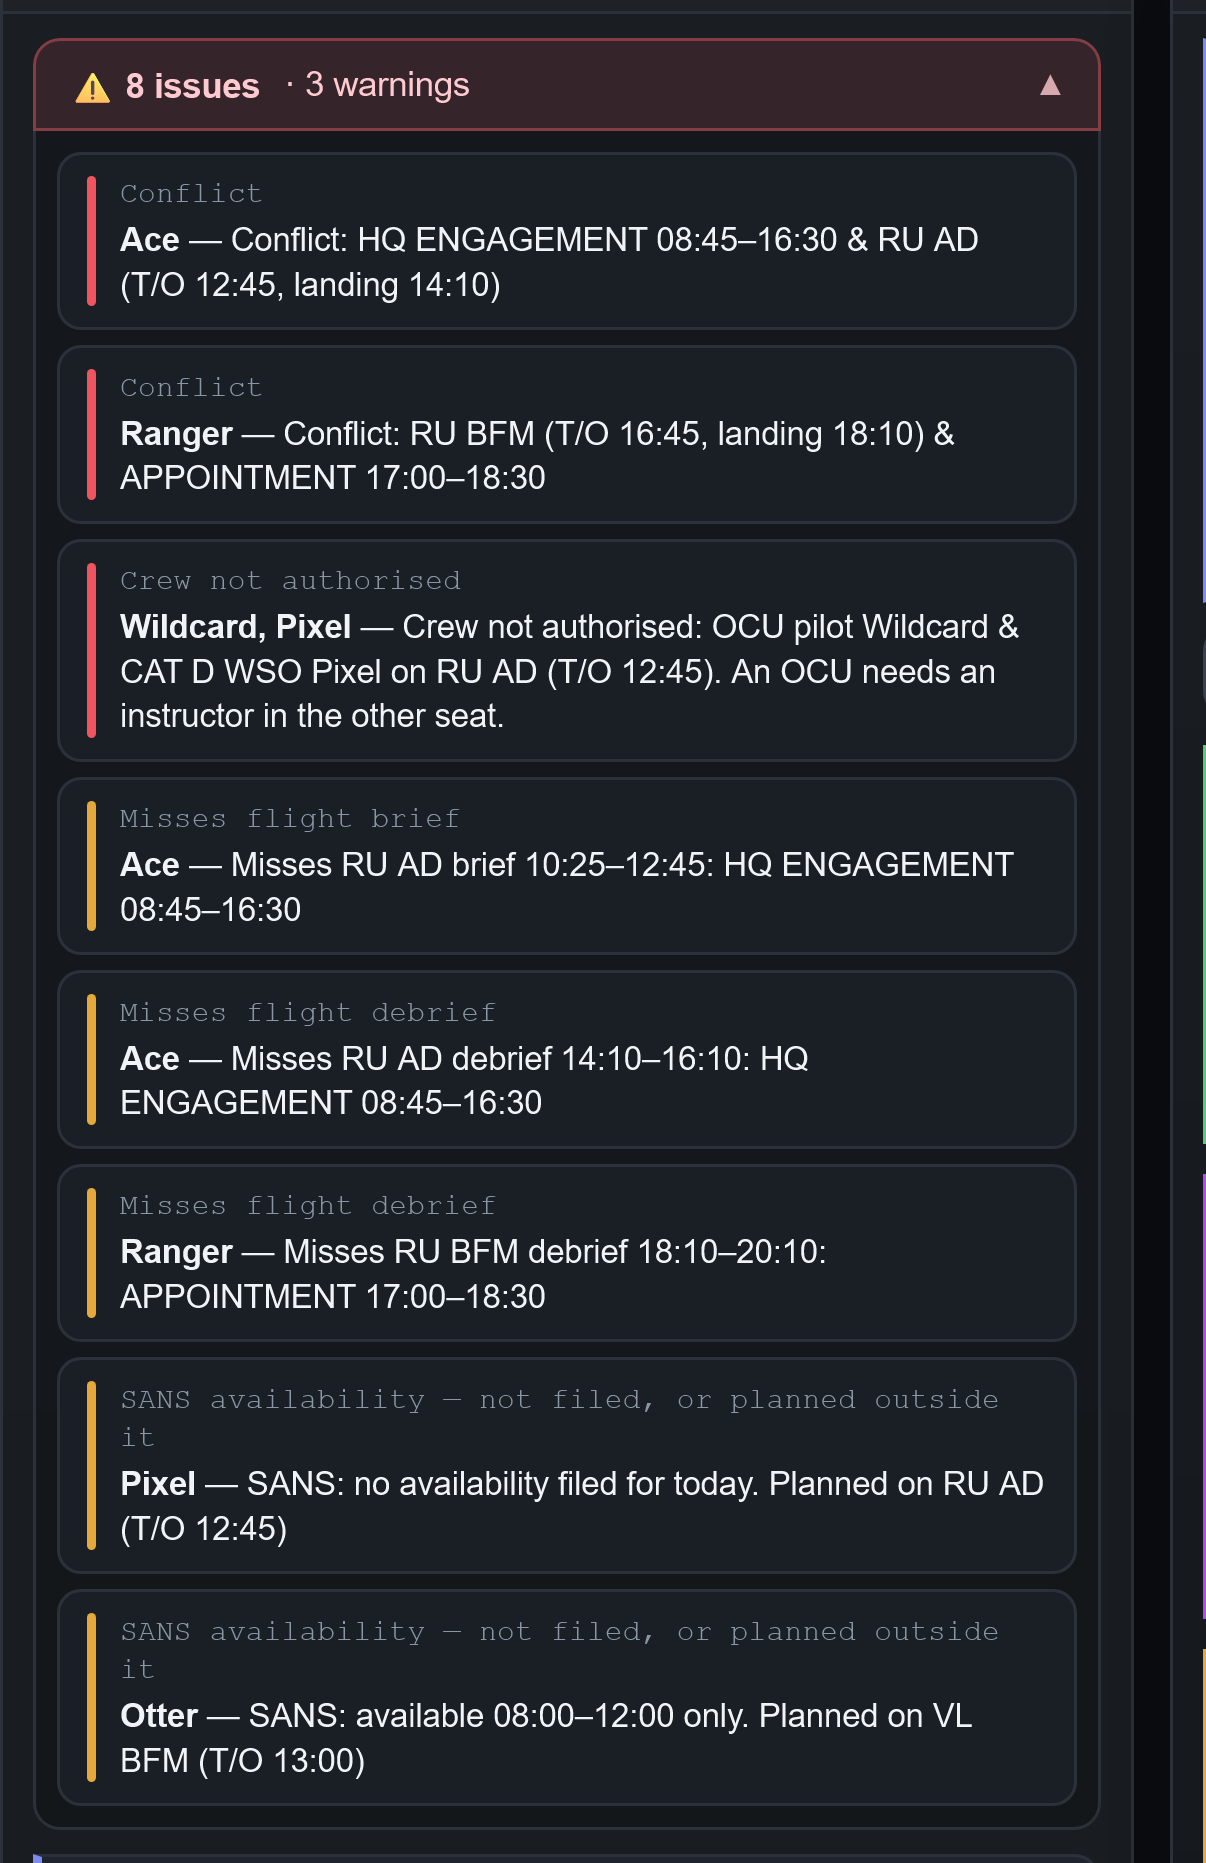 ⚠️ 8 issues · 3 warnings ▲
Conflict
Ace — Conflict: HQ ENGAGEMENT 08:45–16:30 & RU AD
(T/O 12:45, landing 14:10)
Conflict
Ranger — Conflict: RU BFM (T/O 16:45, landing 18:10) &
APPOINTMENT 17:00–18:30
Crew not authorised
Wildcard, Pixel — Crew not authorised: OCU pilot Wildcard &
CAT D WSO Pixel on RU AD (T/O 12:45). An OCU needs an
instructor in the other seat.
Misses flight brief
Ace — Misses RU AD brief 10:25–12:45: HQ ENGAGEMENT
08:45–16:30
Misses flight debrief
Ace — Misses RU AD debrief 14:10–16:10: HQ
ENGAGEMENT 08:45–16:30
Misses flight debrief
Ranger — Misses RU BFM debrief 18:10–20:10:
APPOINTMENT 17:00–18:30
SANS availability — not filed, or planned outside
it
Pixel — SANS: no availability filed for today. Planned on RU AD
(T/O 12:45)
SANS availability — not filed, or planned outside
it
Otter — SANS: available 08:00–12:00 only. Planned on VL
BFM (T/O 13:00)